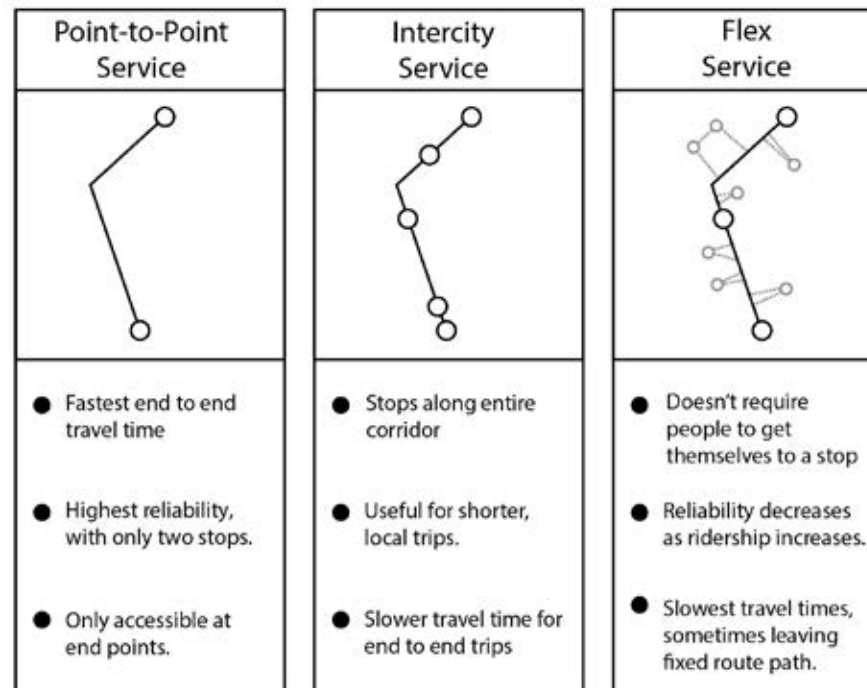 Point-to-Point
Service
Fastest end to end
travel time
Highest reliability,
with only two stops.
Only accessible at
end points.
Intercity
Service
Stops along entire
corridor
Useful for shorter,
local trips.
Slower travel time for
end to end trips
Flex
Service
Doesn't require
people to get
themselves to a stop
Reliability decreases
as ridership increases.
Slowest travel times,
sometimes leaving
fixed route path.